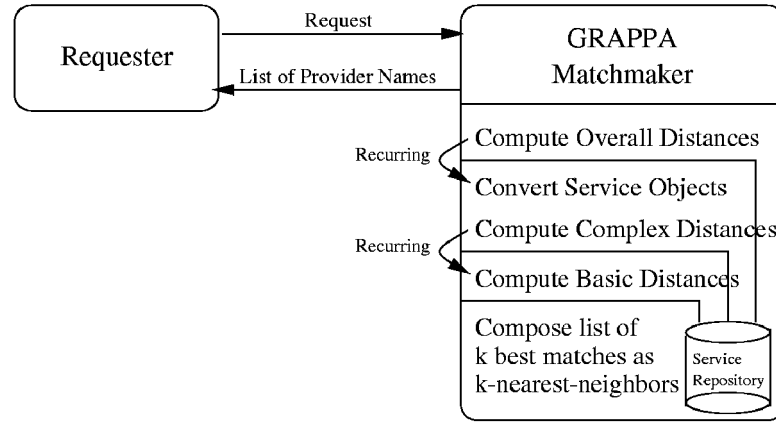 Requester
Request
List of Provider Names
GRAPPA
Matchmaker
Compute Overall Distances
Recurring
Convert Service Objects
Compute Complex Distances
Recurring
Compute Basic Distances
Compose list of
k best matches as
k-nearest-neighbors
Service
Repository